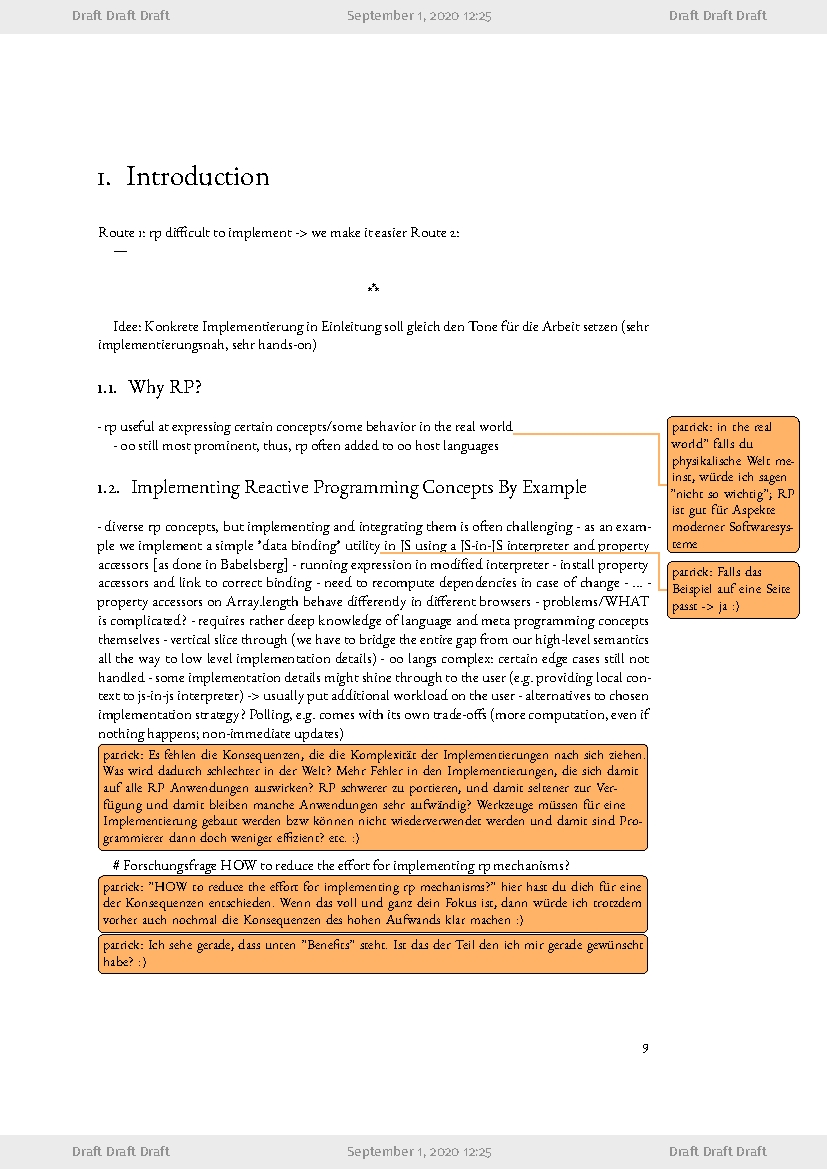 Draft Draft Draft September 1, 2020 12:25 Draft Draft Draft
1. Introduction
Route 1: rp difficult to implement -> we make it easier Route 2:
—
⁂
Idee: Konkrete Implementierung in Einleitung soll gleich den Tone für die Arbeit setzen (sehr
implementierungsnah, sehr hands-on)
1.1. Why RP?
- rp useful at expressing certain concepts/some behavior in the real world
- oo still most prominent, thus, rp often added to oo host languages
patrick: in the real
world" falls du
physikalische Welt me-
inst, würde ich sagen
"nicht so wichtig"; RP
ist gut für Aspekte
moderner Softwaresys-
teme
1.2. Implementing Reactive Programming Concepts By Example
- diverse rp concepts, but implementing and integrating them is often challenging - as an exam-
ple we implement a simple *data binding* utility in JS using a JS-in-JS interpreter and property
accessors [as done in Babelsberg] - running expression in modified interpreter - install property
accessors and link to correct binding - need to recompute dependencies in case of change - ... -
property accessors on Array.length behave differently in different browsers - problems/WHAT
is complicated? - requires rather deep knowledge of language and meta programming concepts
themselves - vertical slice through (we have to bridge the entire gap from our high-level semantics
all the way to low level implementation details) - oo langs complex: certain edge cases still not
handled - some implementation details might shine through to the user (e.g. providing local con-
text to js-in-js interpreter) -> usually put additional workload on the user - alternatives to chosen
implementation strategy? Polling, e.g. comes with its own trade-offs (more computation, even if
nothing happens; non-immediate updates)
patrick: Falls das
Beispiel auf eine Seite
passt -> ja :)
patrick: Es fehlen die Konsequenzen, die die Komplexität der Implementierungen nach sich ziehen.
Was wird dadurch schlechter in der Welt? Mehr Fehler in den Implementierungen, die sich damit
auf alle RP Anwendungen auswirken? RP schwerer zu portieren, und damit seltener zur Ver-
fügung und damit bleiben manche Anwendungen sehr aufwändig? Werkzeuge müssen für eine
Implementierung gebaut werden bzw können nicht wiederverwendet werden und damit sind Pro-
grammierer dann doch weniger effizient? etc. :)
# Forschungsfrage HOW to reduce the effort for implementing rp mechanisms?
patrick: "HOW to reduce the effort for implementing rp mechanisms?" hier hast du dich für eine
der Konsequenzen entschieden. Wenn das voll und ganz dein Fokus ist, dann würde ich trotzdem
vorher auch nochmal die Konsequenzen des hohen Aufwands klar machen :)
patrick: Ich sehe gerade, dass unten "Benefits" steht. Ist das der Teil den ich mir gerade gewünscht
habe? :)
9
Draft Draft Draft September 1, 2020 12:25 Draft Draft Draft